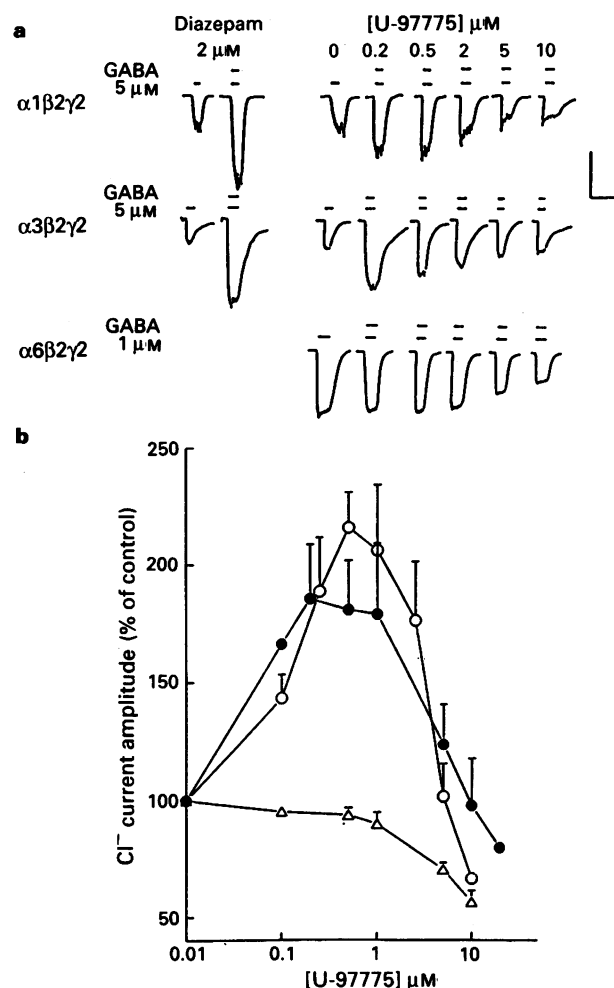 a
Diazepam
2 μM
[U-97775] μM
0 0.2 0.5 2 5 10
GABA
5 μM
α1β2γ2
GABA
5 μM
α3β2γ2
GABA
1 μM
α6β2γ2
b
250
200
150
100
50
Cl⁻ current amplitude (% of control)
0.01 0.1 1 10
[U-97775] μM